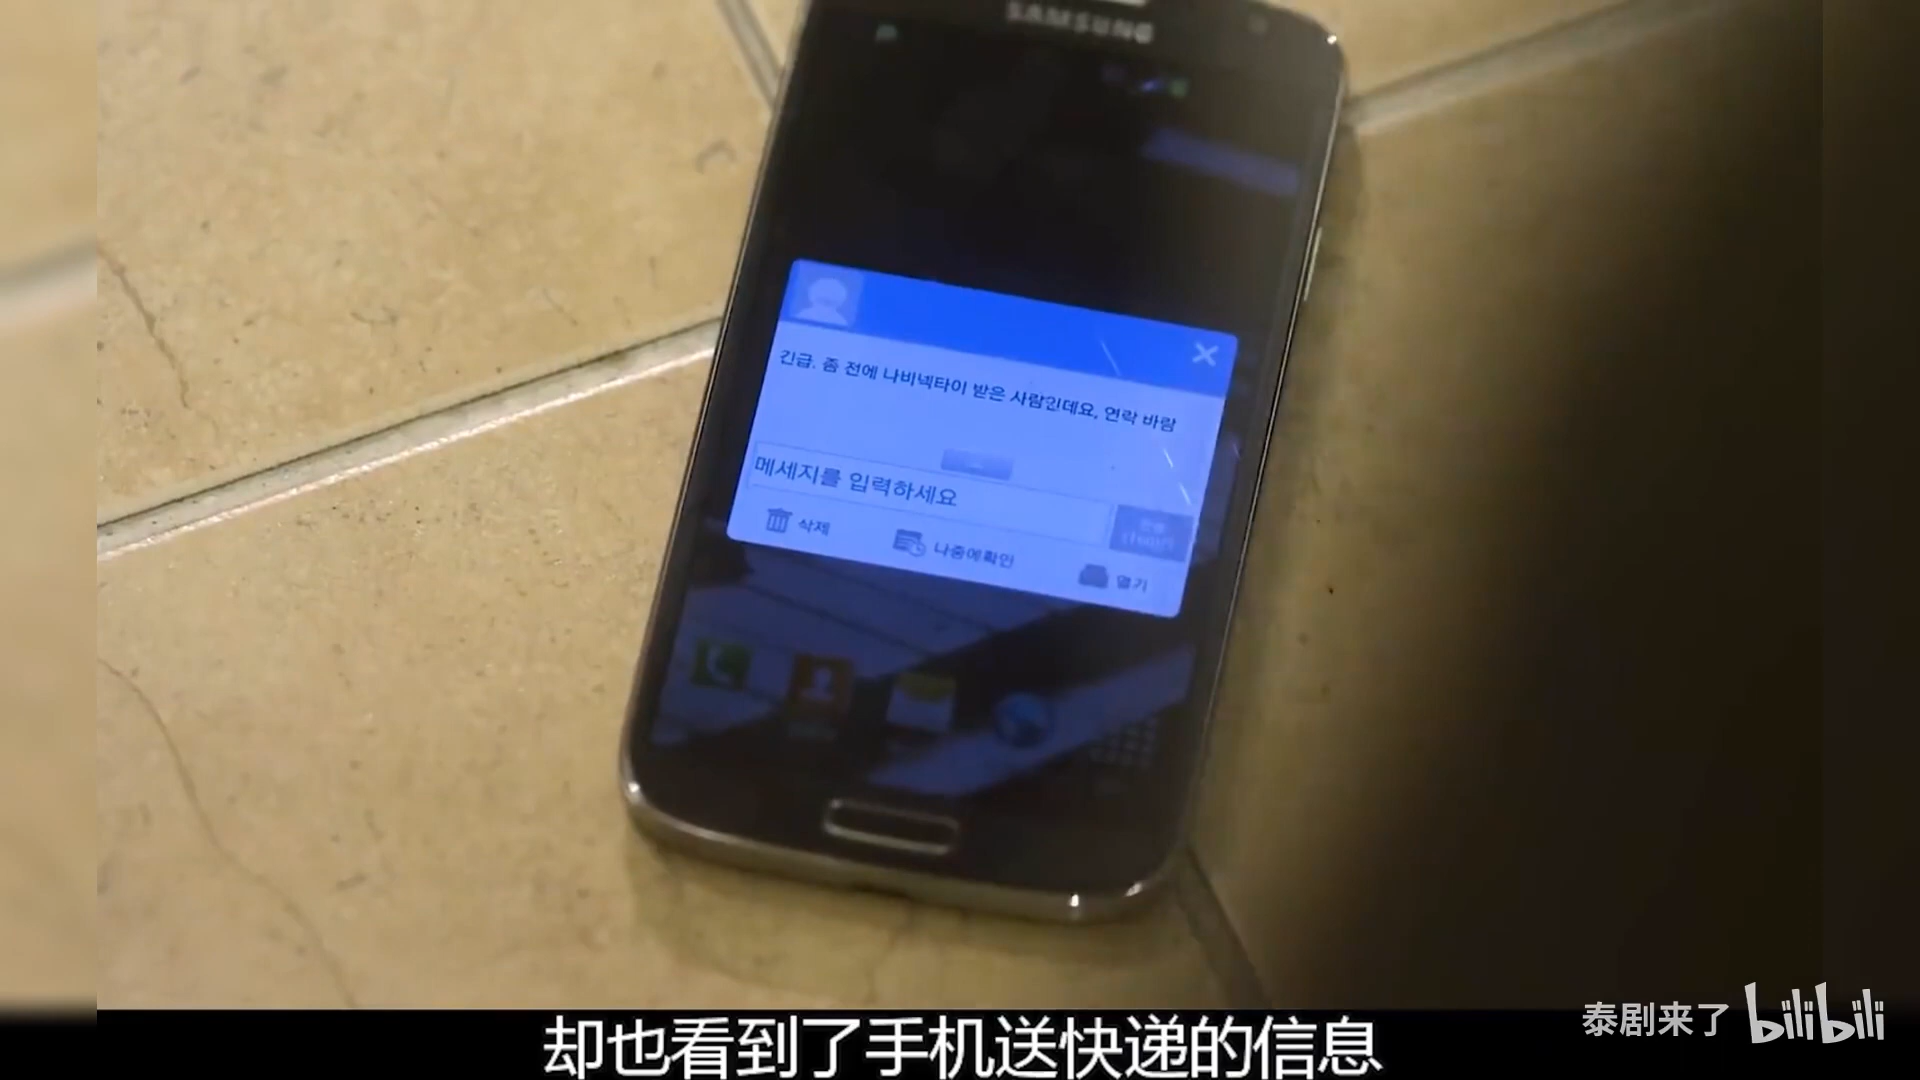 SAMSUNG
긴급. 좀 전에 나비넥타이 받은 사람인데요, 연락 바람
메세지를 입력하세요
삭제
나중에확인
열기
泰剧来了 bilibili
却也看到了手机送快递的信息